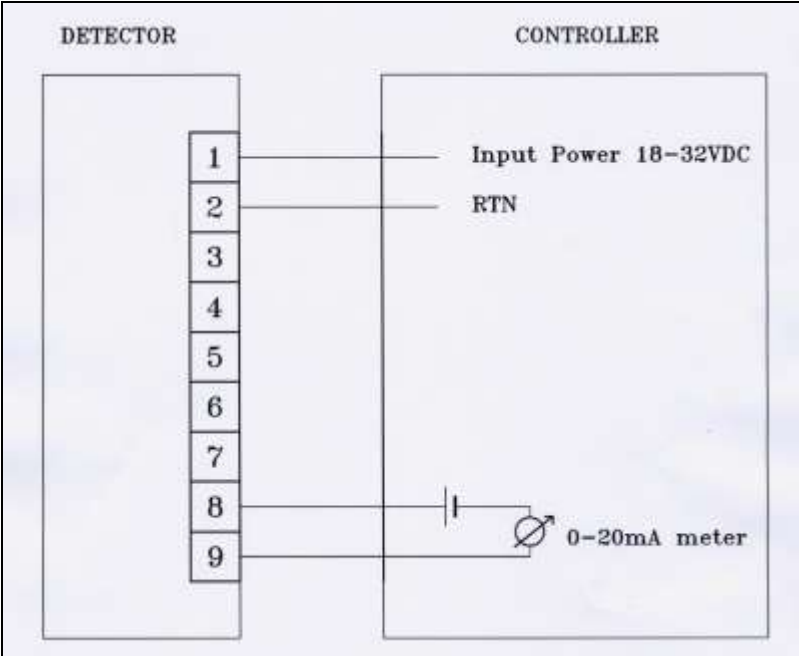 DETECTOR CONTROLLER
1 Input Power 18-32VDC
2 RTN
3
4
5
6
7
8
9 0-20mA meter